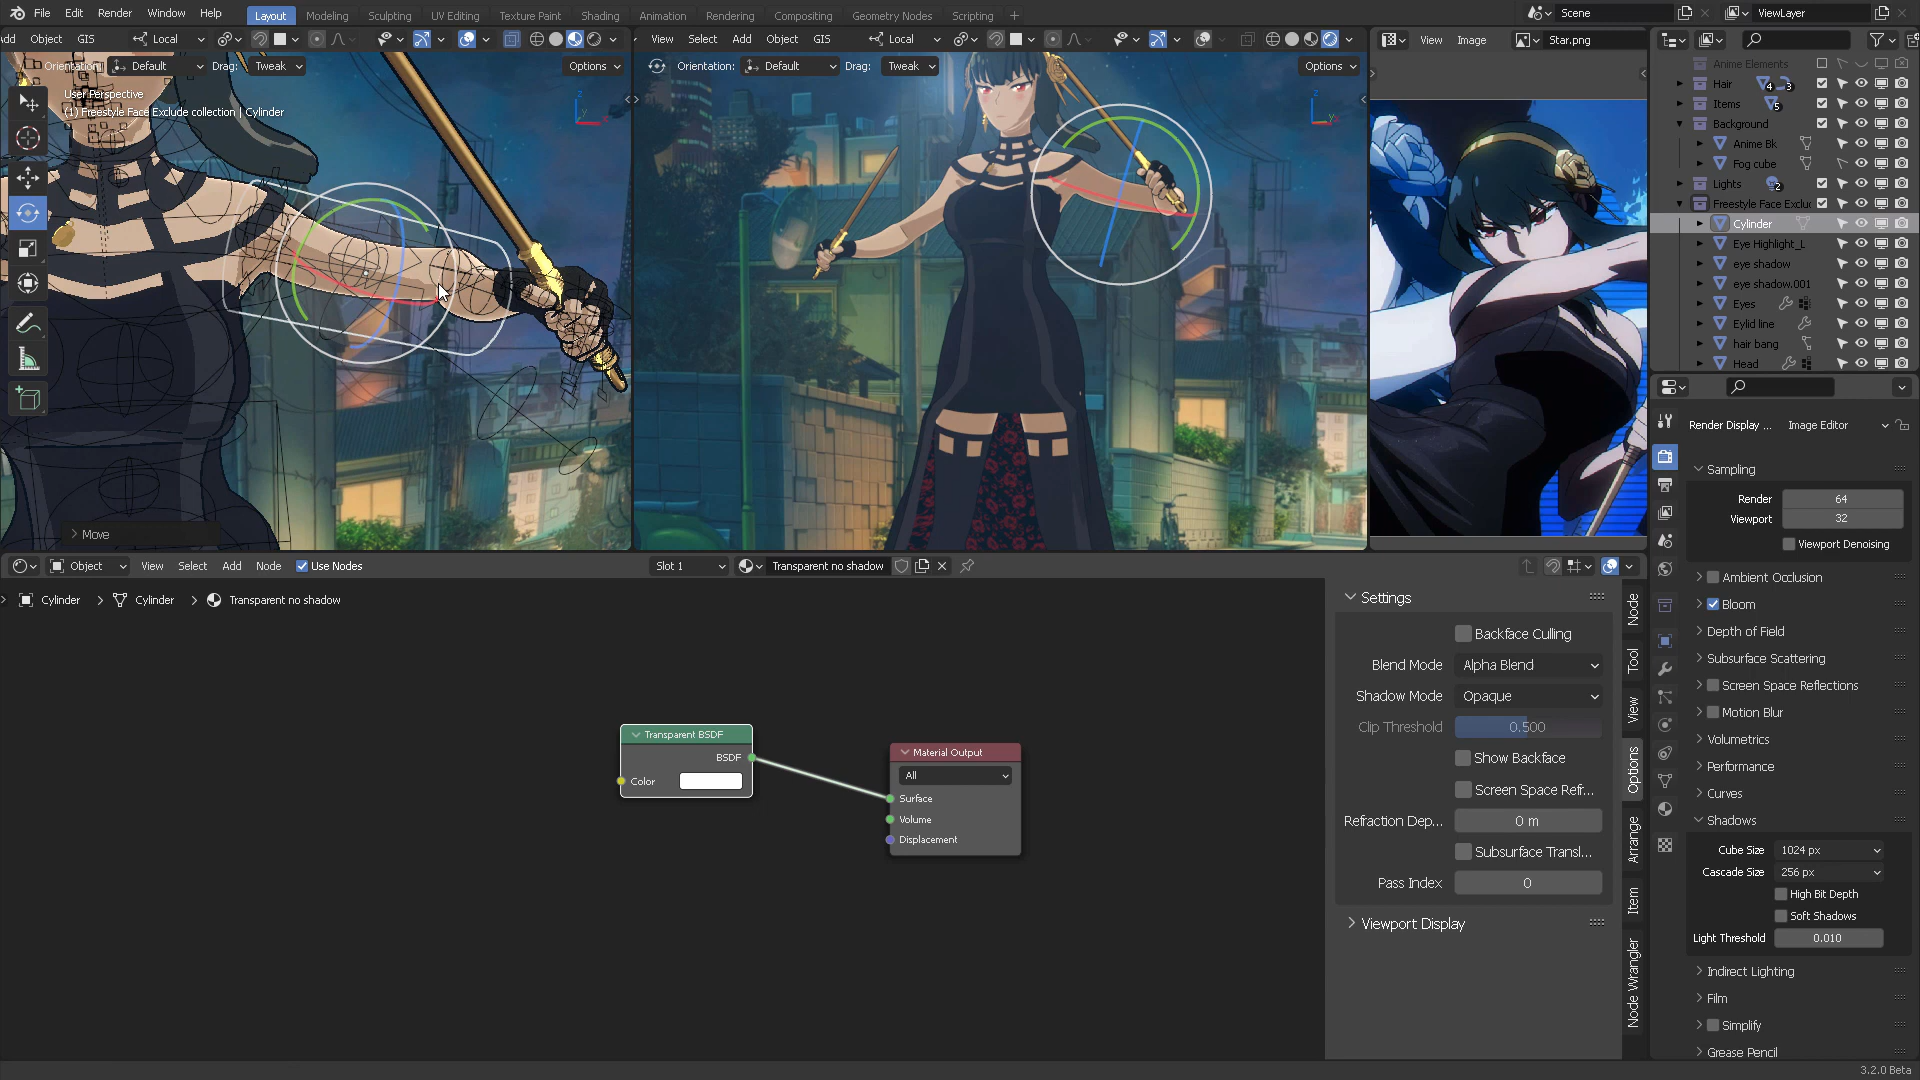 File Edit Render Window Help Layout Modeling Sculpting UV Editing Texture Paint Shading Animation Rendering Compositing Geometry Nodes Scripting + Scene ViewLayer
Object GIS Local
View Select Add Object GIS Local
View Image Star.png
Orientation: Default Drag: Tweak Options
Orientation: Default Drag: Tweak Options
User Perspective
(1) Freestyle Face Exclude collection | Cylinder
Move
Anime Elements
Hair 4 3
Items 5
Background
Anime Bk
Fog cube
Lights 2
Freestyle Face Exclu
Cylinder
Eye Highlight_L
eye shadow
eye shadow.001
Eyes
Eylid line
hair bang
Head
Object View Select Add Node Use Nodes Slot 1 Transparent no shadow
Cylinder > Cylinder > Transparent no shadow
Transparent BSDF
BSDF
Color
Material Output
All
Surface
Volume
Displacement
Settings
Backface Culling
Blend Mode Alpha Blend
Shadow Mode Opaque
Clip Threshold 0.500
Show Backface
Screen Space Refr...
Refraction Dep... 0 m
Subsurface Transl...
Pass Index 0
Viewport Display
Node
Tool
View
Options
Arrange
Item
Node Wrangler
Render Display ... Image Editor
Sampling
Render 64
Viewport 32
Viewport Denoising
Ambient Occlusion
Bloom
Depth of Field
Subsurface Scattering
Screen Space Reflections
Motion Blur
Volumetrics
Performance
Curves
Shadows
Cube Size 1024 px
Cascade Size 256 px
High Bit Depth
Soft Shadows
Light Threshold 0.010
Indirect Lighting
Film
Simplify
Grease Pencil
3.2.0 Beta